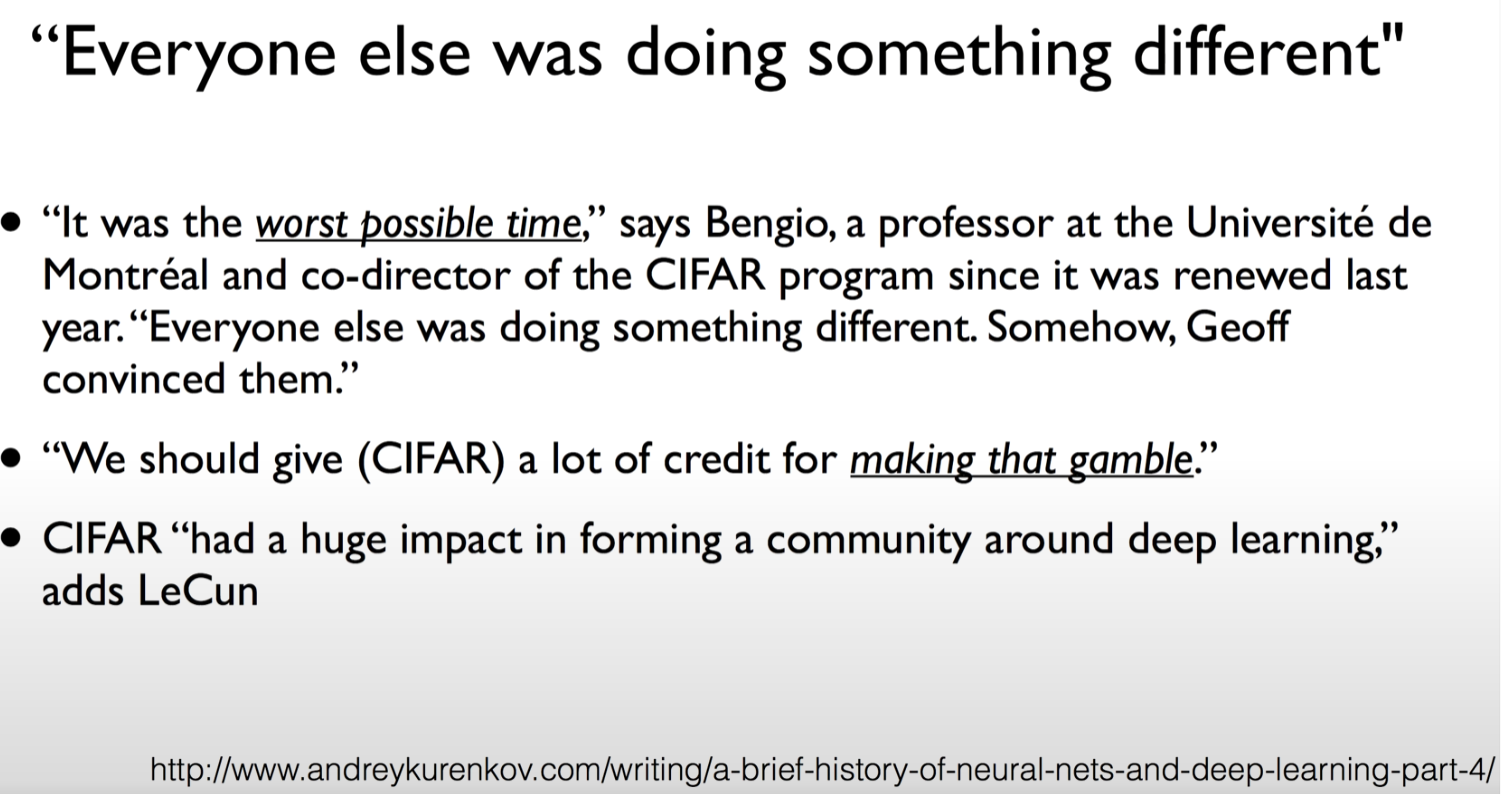 “Everyone else was doing something different"
• “It was the worst possible time,” says Bengio, a professor at the Université de
Montréal and co-director of the CIFAR program since it was renewed last
year. “Everyone else was doing something different. Somehow, Geoff
convinced them.”
• “We should give (CIFAR) a lot of credit for making that gamble.”
• CIFAR “had a huge impact in forming a community around deep learning,”
adds LeCun
http://www.andreykurenkov.com/writing/a-brief-history-of-neural-nets-and-deep-learning-part-4/